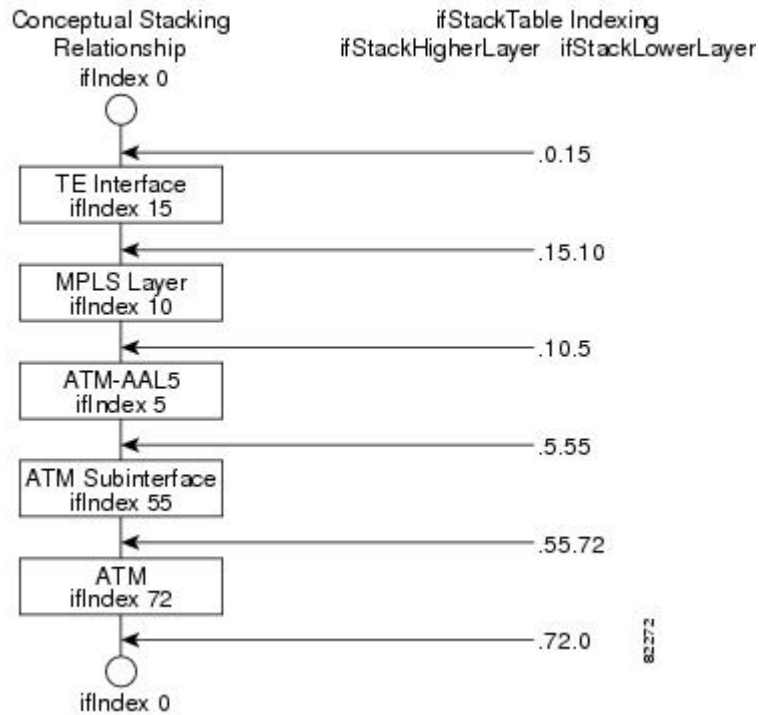 Conceptual Stacking
Relationship
ifIndex 0
ifStackTable Indexing
ifStackHigherLayer ifStackLowerLayer
.0.15
TE Interface
ifIndex 15
.15.10
MPLS Layer
ifIndex 10
.10.5
ATM-AAL5
ifIndex 5
.5.55
ATM Subinterface
ifIndex 55
.55.72
ATM
ifIndex 72
.72.0
ifIndex 0
82272